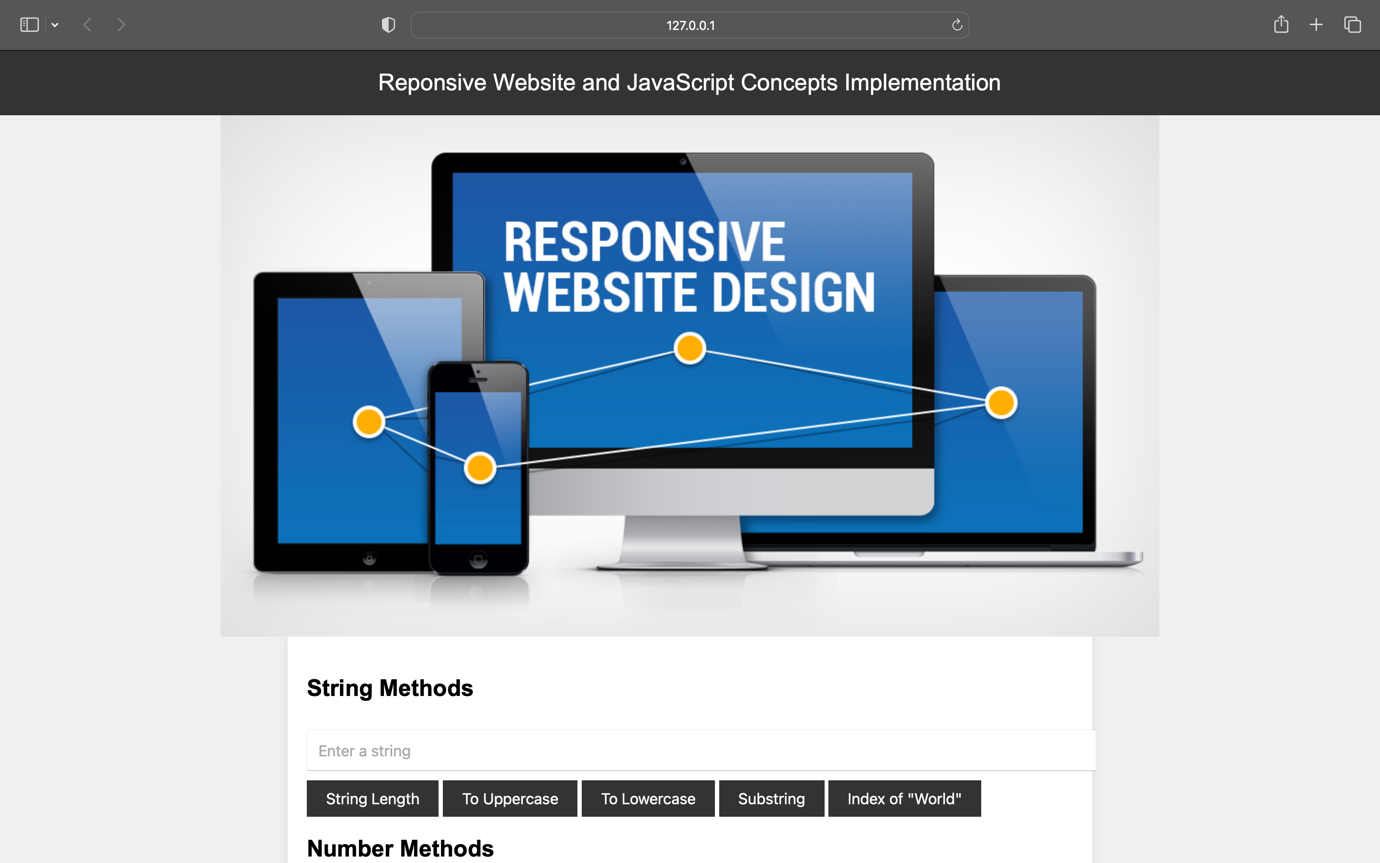 127.0.0.1
Reponsive Website and JavaScript Concepts Implementation
RESPONSIVE
WEBSITE DESIGN
String Methods
Enter a string
String Length To Uppercase To Lowercase Substring Index of "World"
Number Methods